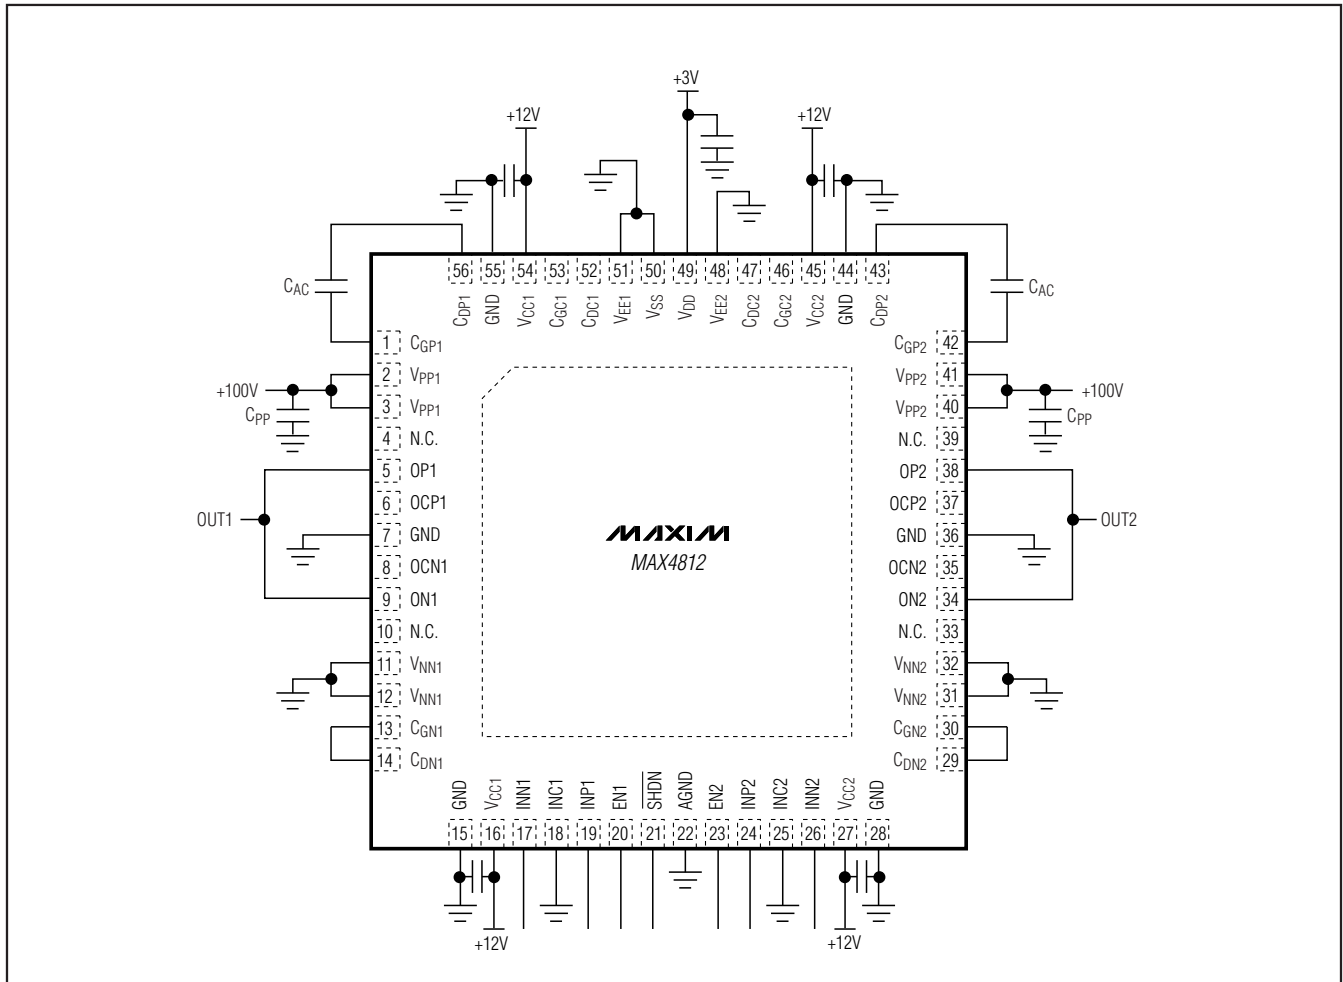 +3V
+12V
+12V
56 55 54 53 52 51 50 49 48 47 46 45 44 43
CDP1 GND VCC1 CGC1 CDC1 VEE1 VSS VDD VEE2 CDC2 CGC2 VCC2 GND CDP2
CAC
CAC
1 CGP1
CGP2 42
2 VPP1
VPP2 41
+100V
+100V
3 VPP1
VPP2 40
CPP
CPP
4 N.C.
N.C. 39
5 OP1
OP2 38
6 OCP1
OCP2 37
OUT1
OUT2
7 GND
GND 36
MAXIM
MAX4812
8 OCN1
OCN2 35
9 ON1
ON2 34
10 N.C.
N.C. 33
11 VNN1
VNN2 32
12 VNN1
VNN2 31
13 CGN1
CGN2 30
14 CDN1
CDN2 29
GND VCC1 INN1 INC1 INP1 EN1 SHDN AGND EN2 INP2 INC2 INN2 VCC2 GND
15 16 17 18 19 20 21 22 23 24 25 26 27 28
+12V
+12V